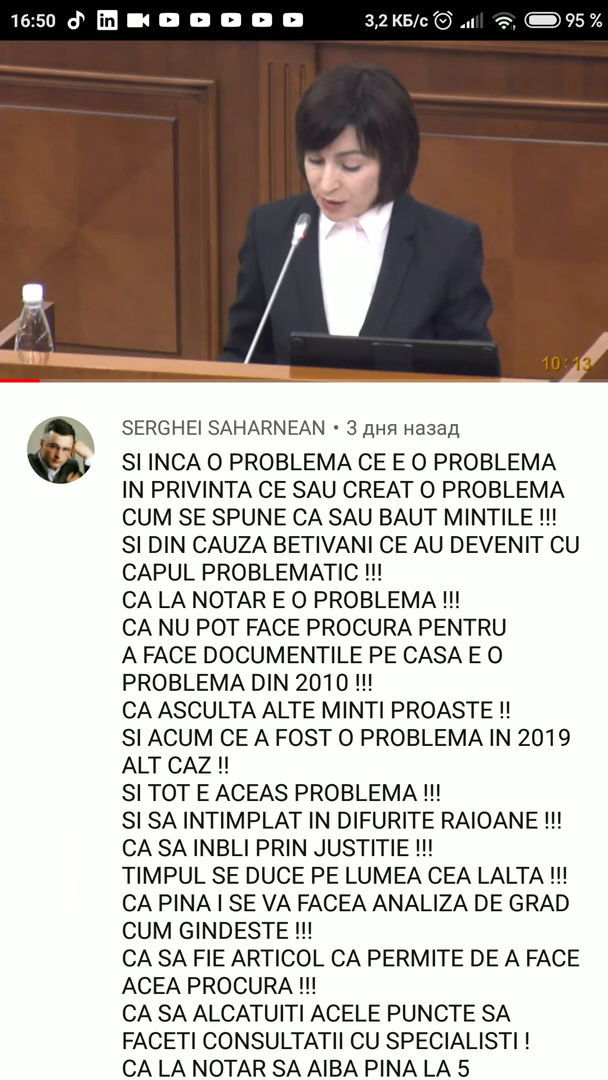 16:50
3,2 КБ/с
95 %
10:13
SERGHEI SAHARNEAN • 3 дня назад
SI INCA O PROBLEMA CE E O PROBLEMA
IN PRIVINTA CE SAU CREAT O PROBLEMA
CUM SE SPUNE CA SAU BAUT MINTILE !!!
SI DIN CAUZA BETIVANI CE AU DEVENIT CU
CAPUL PROBLEMATIC !!!
CA LA NOTAR E O PROBLEMA !!!
CA NU POT FACE PROCURA PENTRU
A FACE DOCUMENTILE PE CASA E O
PROBLEMA DIN 2010 !!!
CA ASCULTA ALTE MINTI PROASTE !!
SI ACUM CE A FOST O PROBLEMA IN 2019
ALT CAZ !!
SI TOT E ACEAS PROBLEMA !!!
SI SA INTIMPLAT IN DIFURITE RAIOANE !!!
CA SA INBLI PRIN JUSTITIE !!!
TIMPUL SE DUCE PE LUMEA CEA LALTA !!!
CA PINA I SE VA FACEA ANALIZA DE GRAD
CUM GINDESTE !!!
CA SA FIE ARTICOL CA PERMITE DE A FACE
ACEA PROCURA !!!
CA SA ALCATUITI ACELE PUNCTE SA
FACETI CONSULTATII CU SPECIALISTI !
CA LA NOTAR SA AIBA PINA LA 5